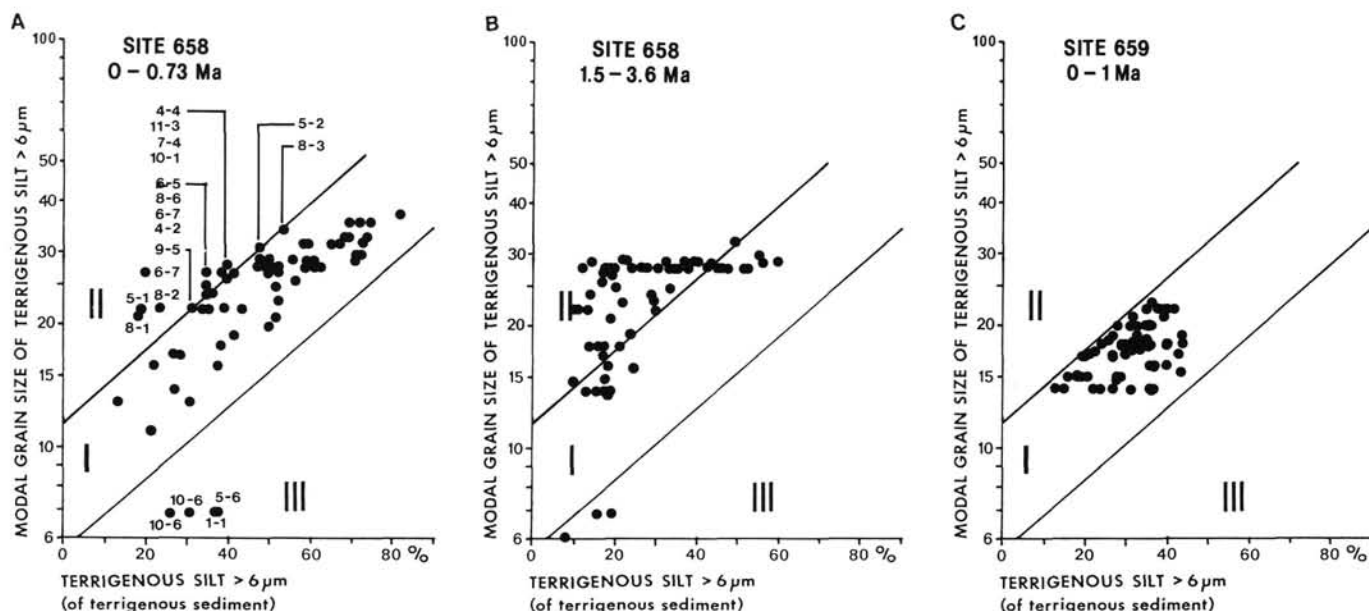 A
SITE 658
0 – 0.73 Ma
MODAL GRAIN SIZE OF TERRIGENOUS SILT > 6 µm
100
50
40
30
20
15
10
6
4-4
11-3
7-4
10-1
6-5
8-6
6-7
4-2
9-5
5-2
8-3
6-7
5-1
8-2
8-1
II
I
III
10-6
5-6
10-6
1-1
0
20
40
60
80 %
TERRIGENOUS SILT > 6 µm
(of terrigenous sediment)
B
SITE 658
1.5 – 3.6 Ma
MODAL GRAIN SIZE OF TERRIGENOUS SILT > 6 µm
100
50
40
30
20
15
10
6
II
I
III
0
20
40
60
80 %
TERRIGENOUS SILT > 6 µm
(of terrigenous sediment)
C
SITE 659
0 – 1 Ma
MODAL GRAIN SIZE OF TERRIGENOUS SILT > 6 µm
100
50
40
30
20
15
10
6
II
I
III
0
20
40
60
80 %
TERRIGENOUS SILT > 6 µm
(of terrigenous sediment)